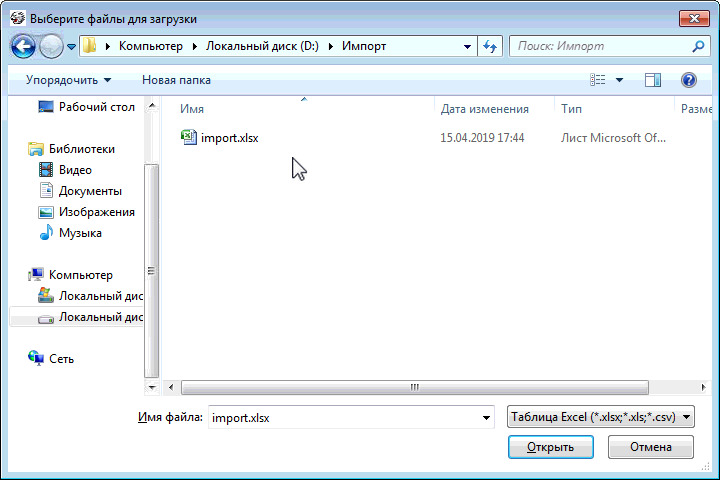 Выберите файлы для загрузки
Компьютер Локальный диск (D:) Импорт
Поиск: Импорт
Упорядочить Новая папка
Рабочий стол
Библиотеки
Видео
Документы
Изображения
Музыка
Компьютер
Локальный дис
Локальный дис
Сеть
Имя Дата изменения Тип Разме
import.xlsx 15.04.2019 17:44 Лист Microsoft Of...
Имя файла: import.xlsx Таблица Excel (*.xlsx;*.xls;*.csv)
Открыть Отмена